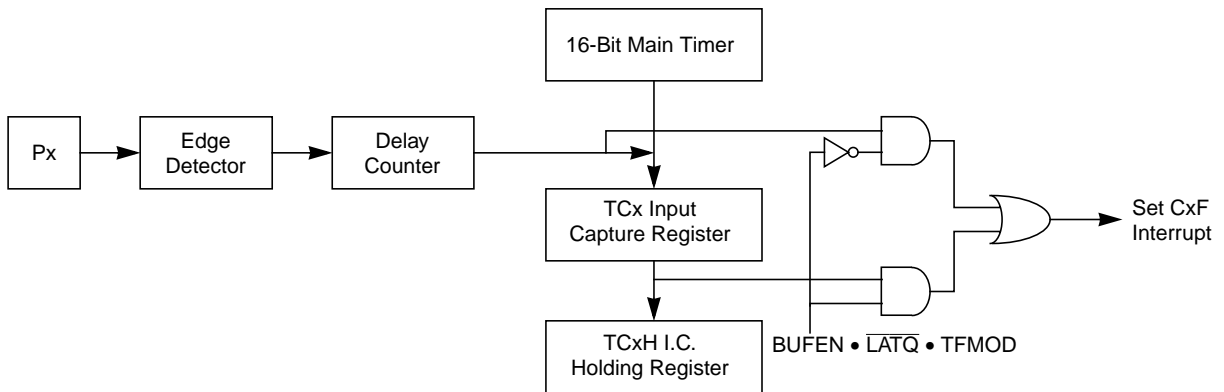 16-Bit Main Timer
Px
Edge
Detector
Delay
Counter
TCx Input
Capture Register
Set CxF
Interrupt
TCxH I.C.
Holding Register
BUFEN • L̅A̅T̅Q̅ • TFMOD